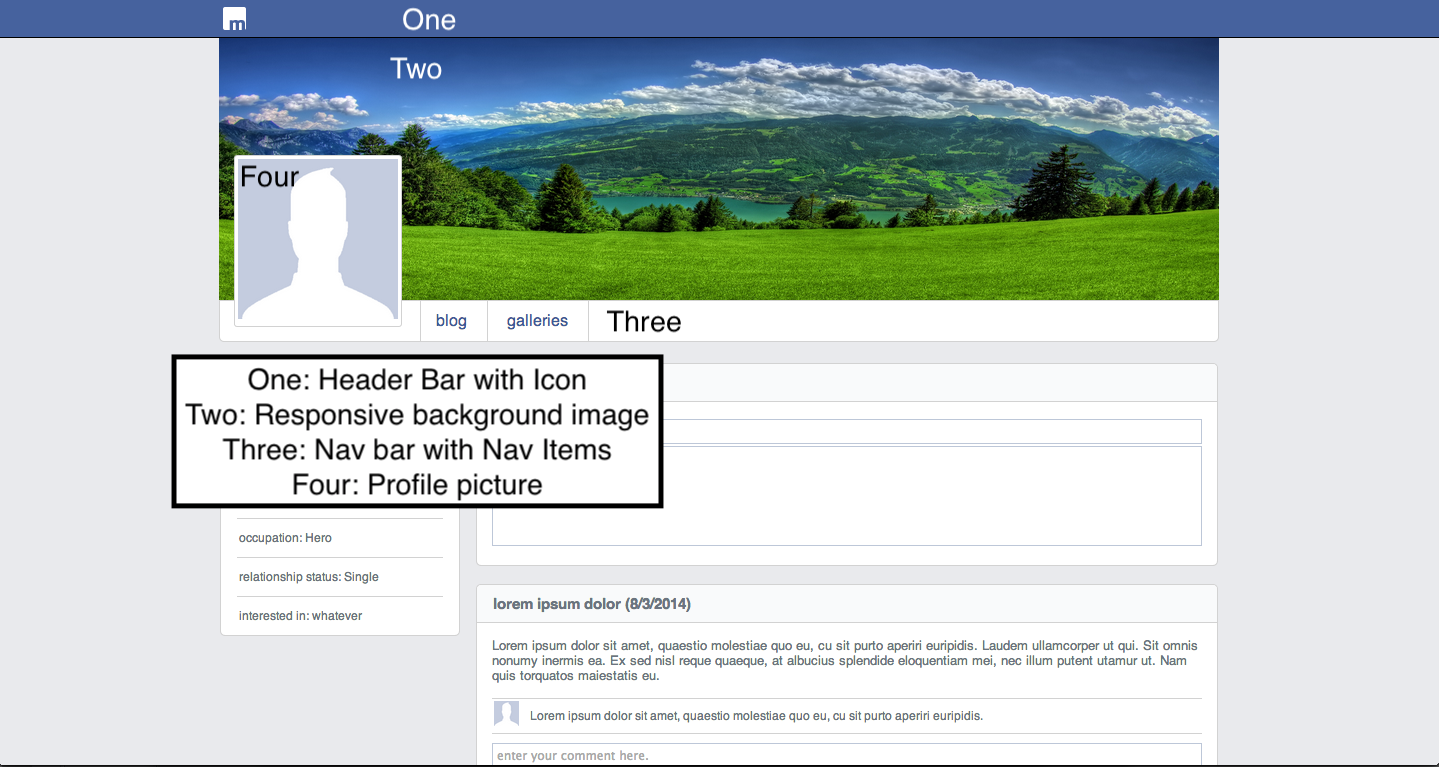 m
One
Two
Four
blog
galleries
Three
One: Header Bar with Icon
Two: Responsive background image
Three: Nav bar with Nav Items
Four: Profile picture
occupation: Hero
relationship status: Single
interested in: whatever
lorem ipsum dolor (8/3/2014)
Lorem ipsum dolor sit amet, quaestio molestiae quo eu, cu sit purto aperiri euripidis. Laudem ullamcorper ut qui. Sit omnis
nonumy inermis ea. Ex sed nisl reque quaeque, at albucius splendide eloquentiam mei, nec illum putent utamur ut. Nam
quis torquatos maiestatis eu.
Lorem ipsum dolor sit amet, quaestio molestiae quo eu, cu sit purto aperiri euripidis.
enter your comment here.